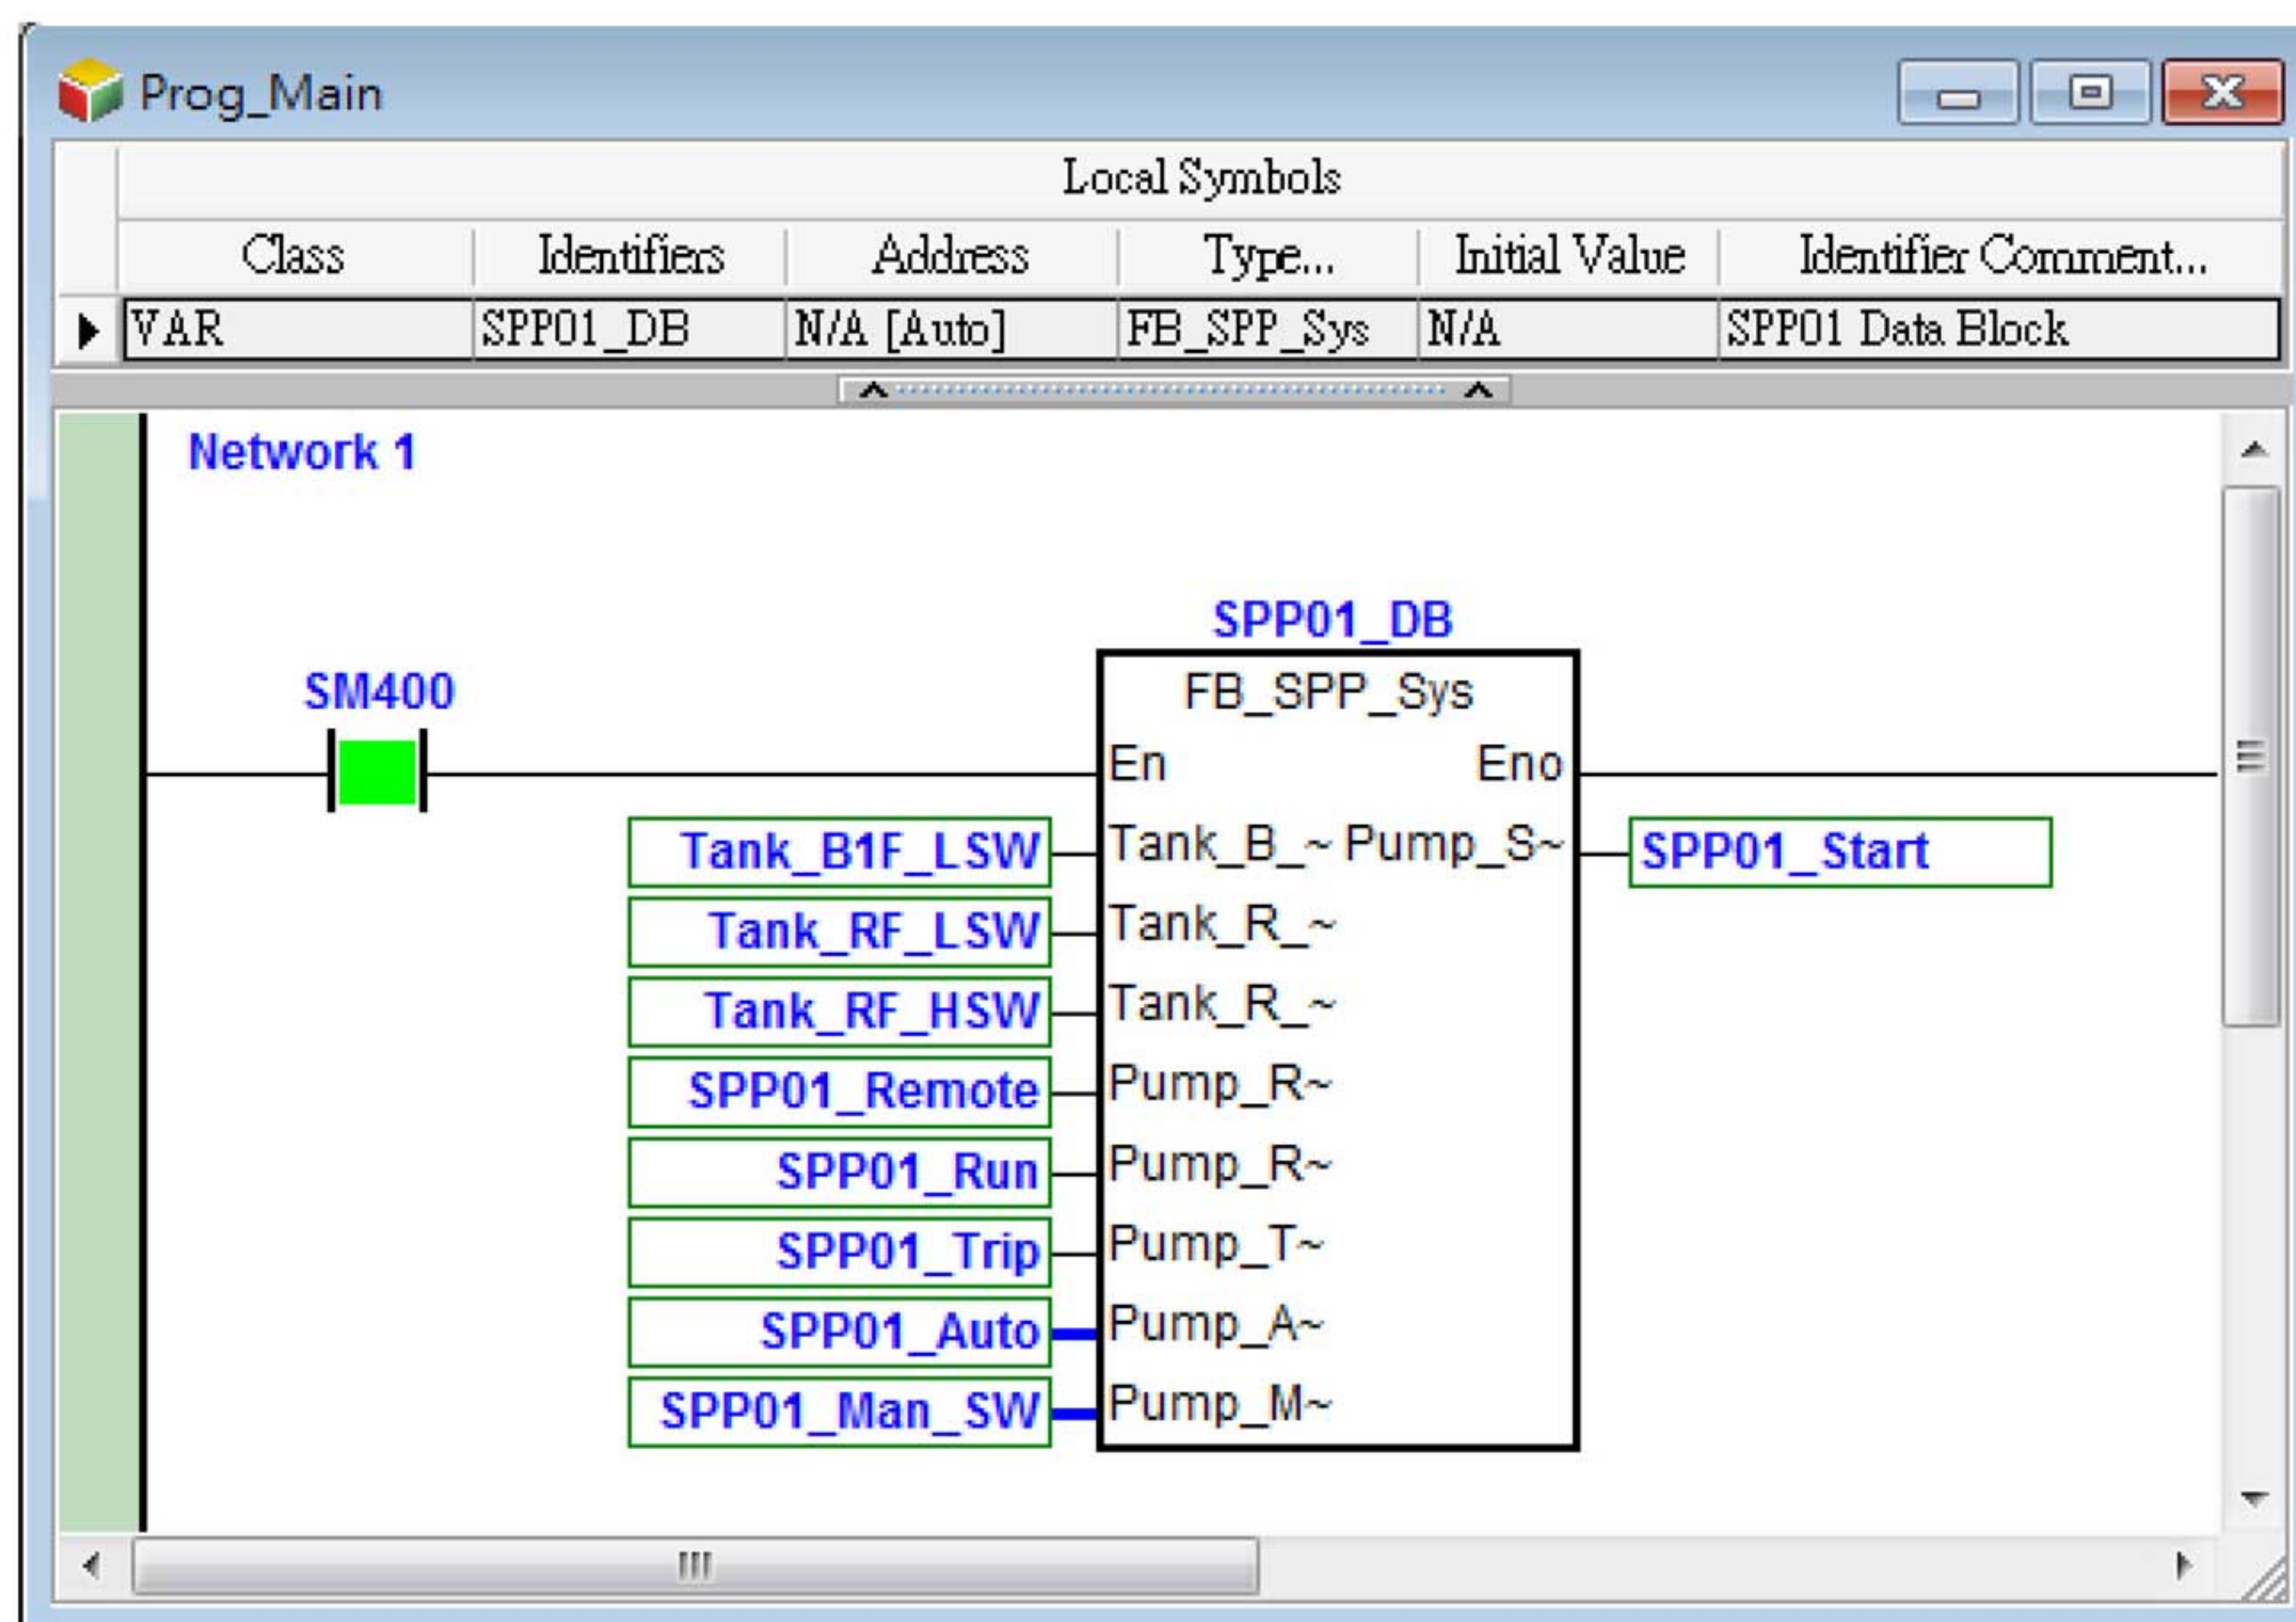 Prog_Main
Local Symbols
Class Identifiers Address Type... Initial Value Identifier Comment...
VAR SPP01_DB N/A [Auto] FB_SPP_Sys N/A SPP01 Data Block
Network 1
SPP01_DB
SM400 FB_SPP_Sys
En Eno
Tank_B1F_LSW Tank_B_~ Pump_S~ SPP01_Start
Tank_RF_LSW Tank_R_~
Tank_RF_HSW Tank_R_~
SPP01_Remote Pump_R~
SPP01_Run Pump_R~
SPP01_Trip Pump_T~
SPP01_Auto Pump_A~
SPP01_Man_SW Pump_M~